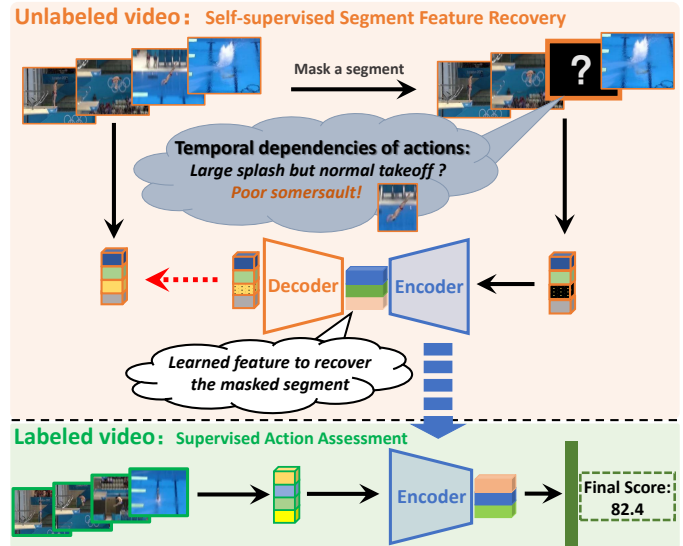 Unlabeled video： Self-supervised Segment Feature Recovery
Mask a segment
?
Temporal dependencies of actions:
Large splash but normal takeoff ?
Poor somersault!
Decoder
Encoder
Learned feature to recover
the masked segment
Labeled video： Supervised Action Assessment
Encoder
Final Score:
82.4